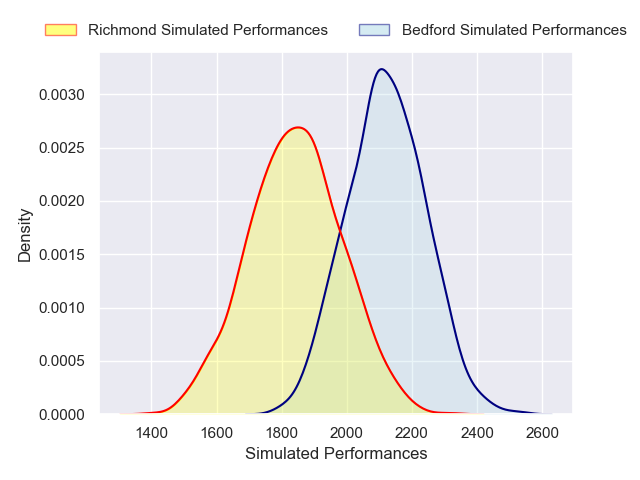 Richmond Simulated Performances
Bedford Simulated Performances
0.0030
0.0025
0.0020
0.0015
0.0010
0.0005
0.0000
Density
1400 1600 1800 2000 2200 2400 2600
Simulated Performances